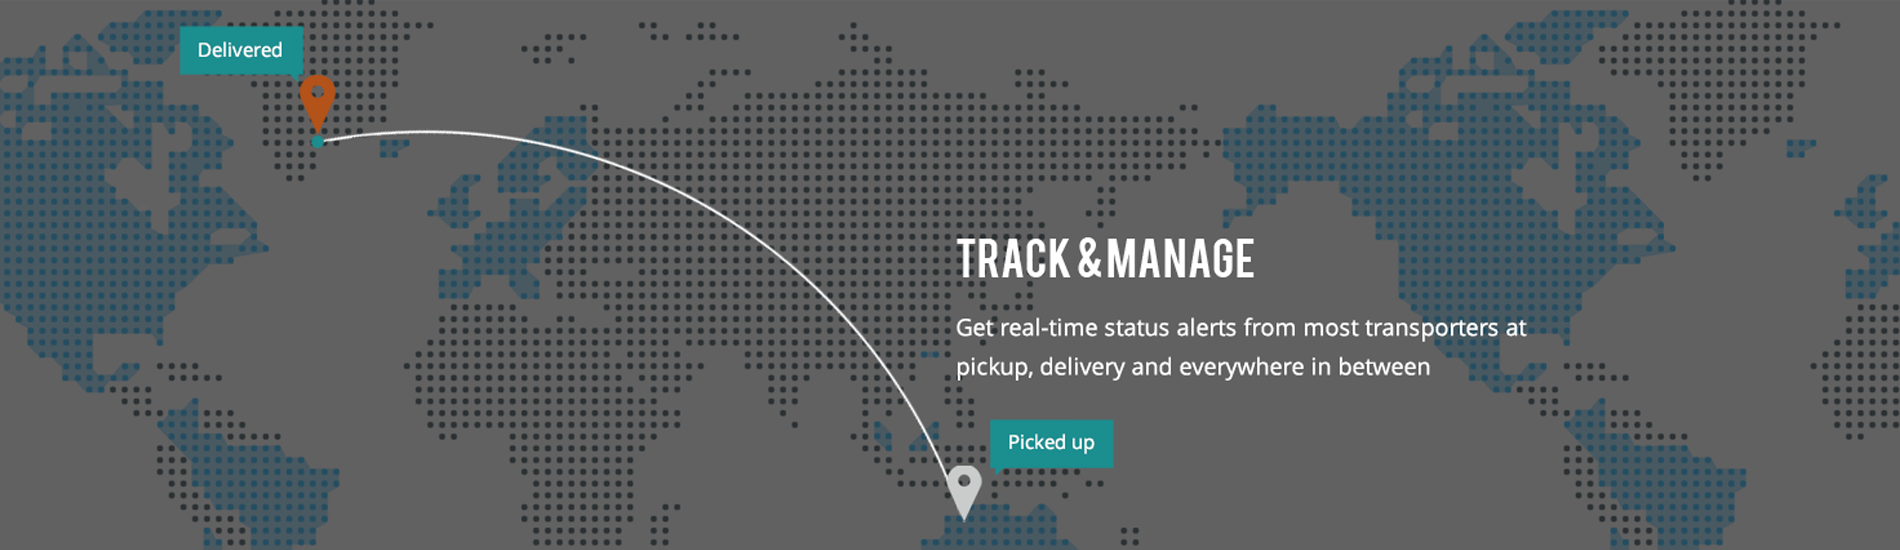 Delivered
TRACK & MANAGE
Get real-time status alerts from most transporters at
pickup, delivery and everywhere in between
Picked up